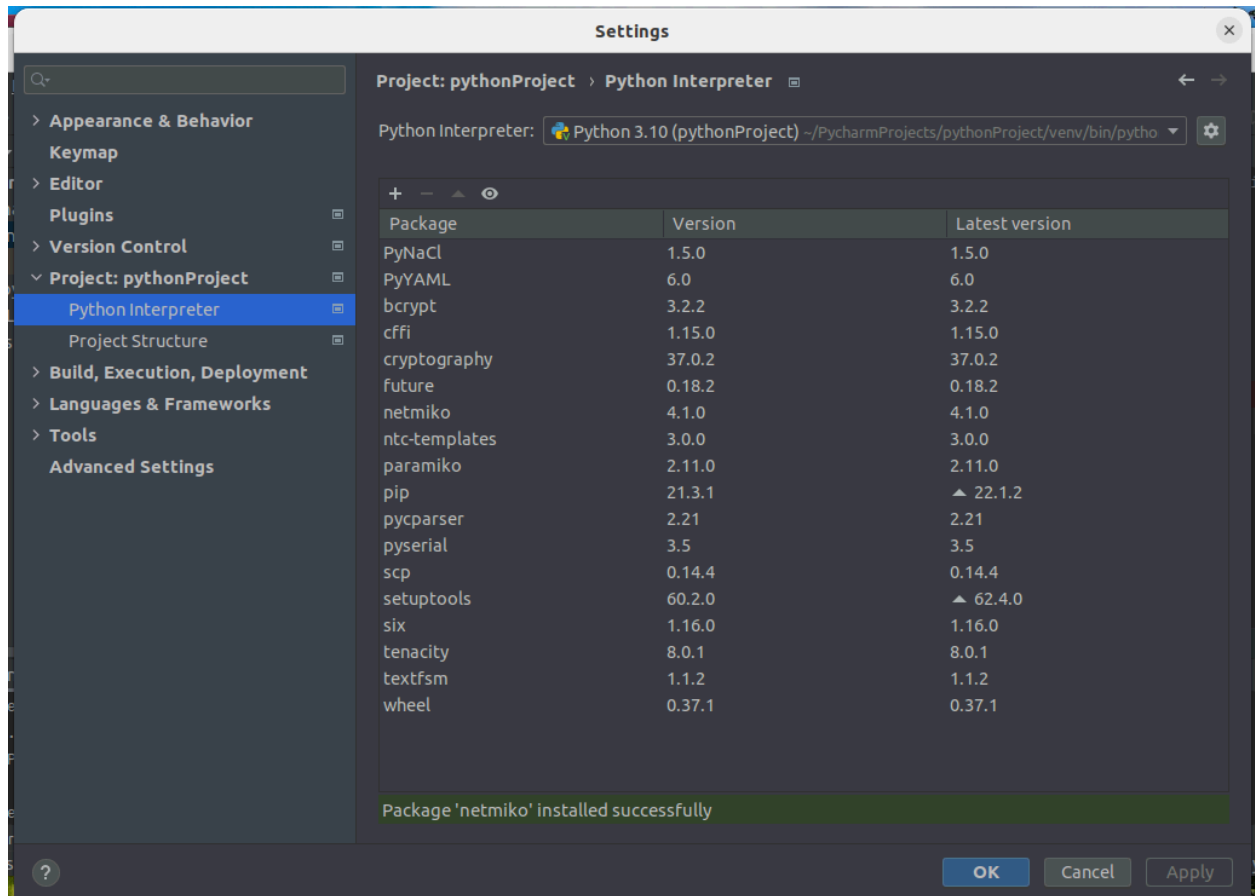 Settings
Project: pythonProject › Python Interpreter
Appearance & Behavior
Keymap
Editor
Plugins
Version Control
Project: pythonProject
Python Interpreter
Project Structure
Build, Execution, Deployment
Languages & Frameworks
Tools
Advanced Settings
Python Interpreter: Python 3.10 (pythonProject) ~/PycharmProjects/pythonProject/venv/bin/pytho
Package Version Latest version
PyNaCl 1.5.0 1.5.0
PyYAML 6.0 6.0
bcrypt 3.2.2 3.2.2
cffi 1.15.0 1.15.0
cryptography 37.0.2 37.0.2
future 0.18.2 0.18.2
netmiko 4.1.0 4.1.0
ntc-templates 3.0.0 3.0.0
paramiko 2.11.0 2.11.0
pip 21.3.1 ▲ 22.1.2
pycparser 2.21 2.21
pyserial 3.5 3.5
scp 0.14.4 0.14.4
setuptools 60.2.0 ▲ 62.4.0
six 1.16.0 1.16.0
tenacity 8.0.1 8.0.1
textfsm 1.1.2 1.1.2
wheel 0.37.1 0.37.1
Package 'netmiko' installed successfully
? OK Cancel Apply